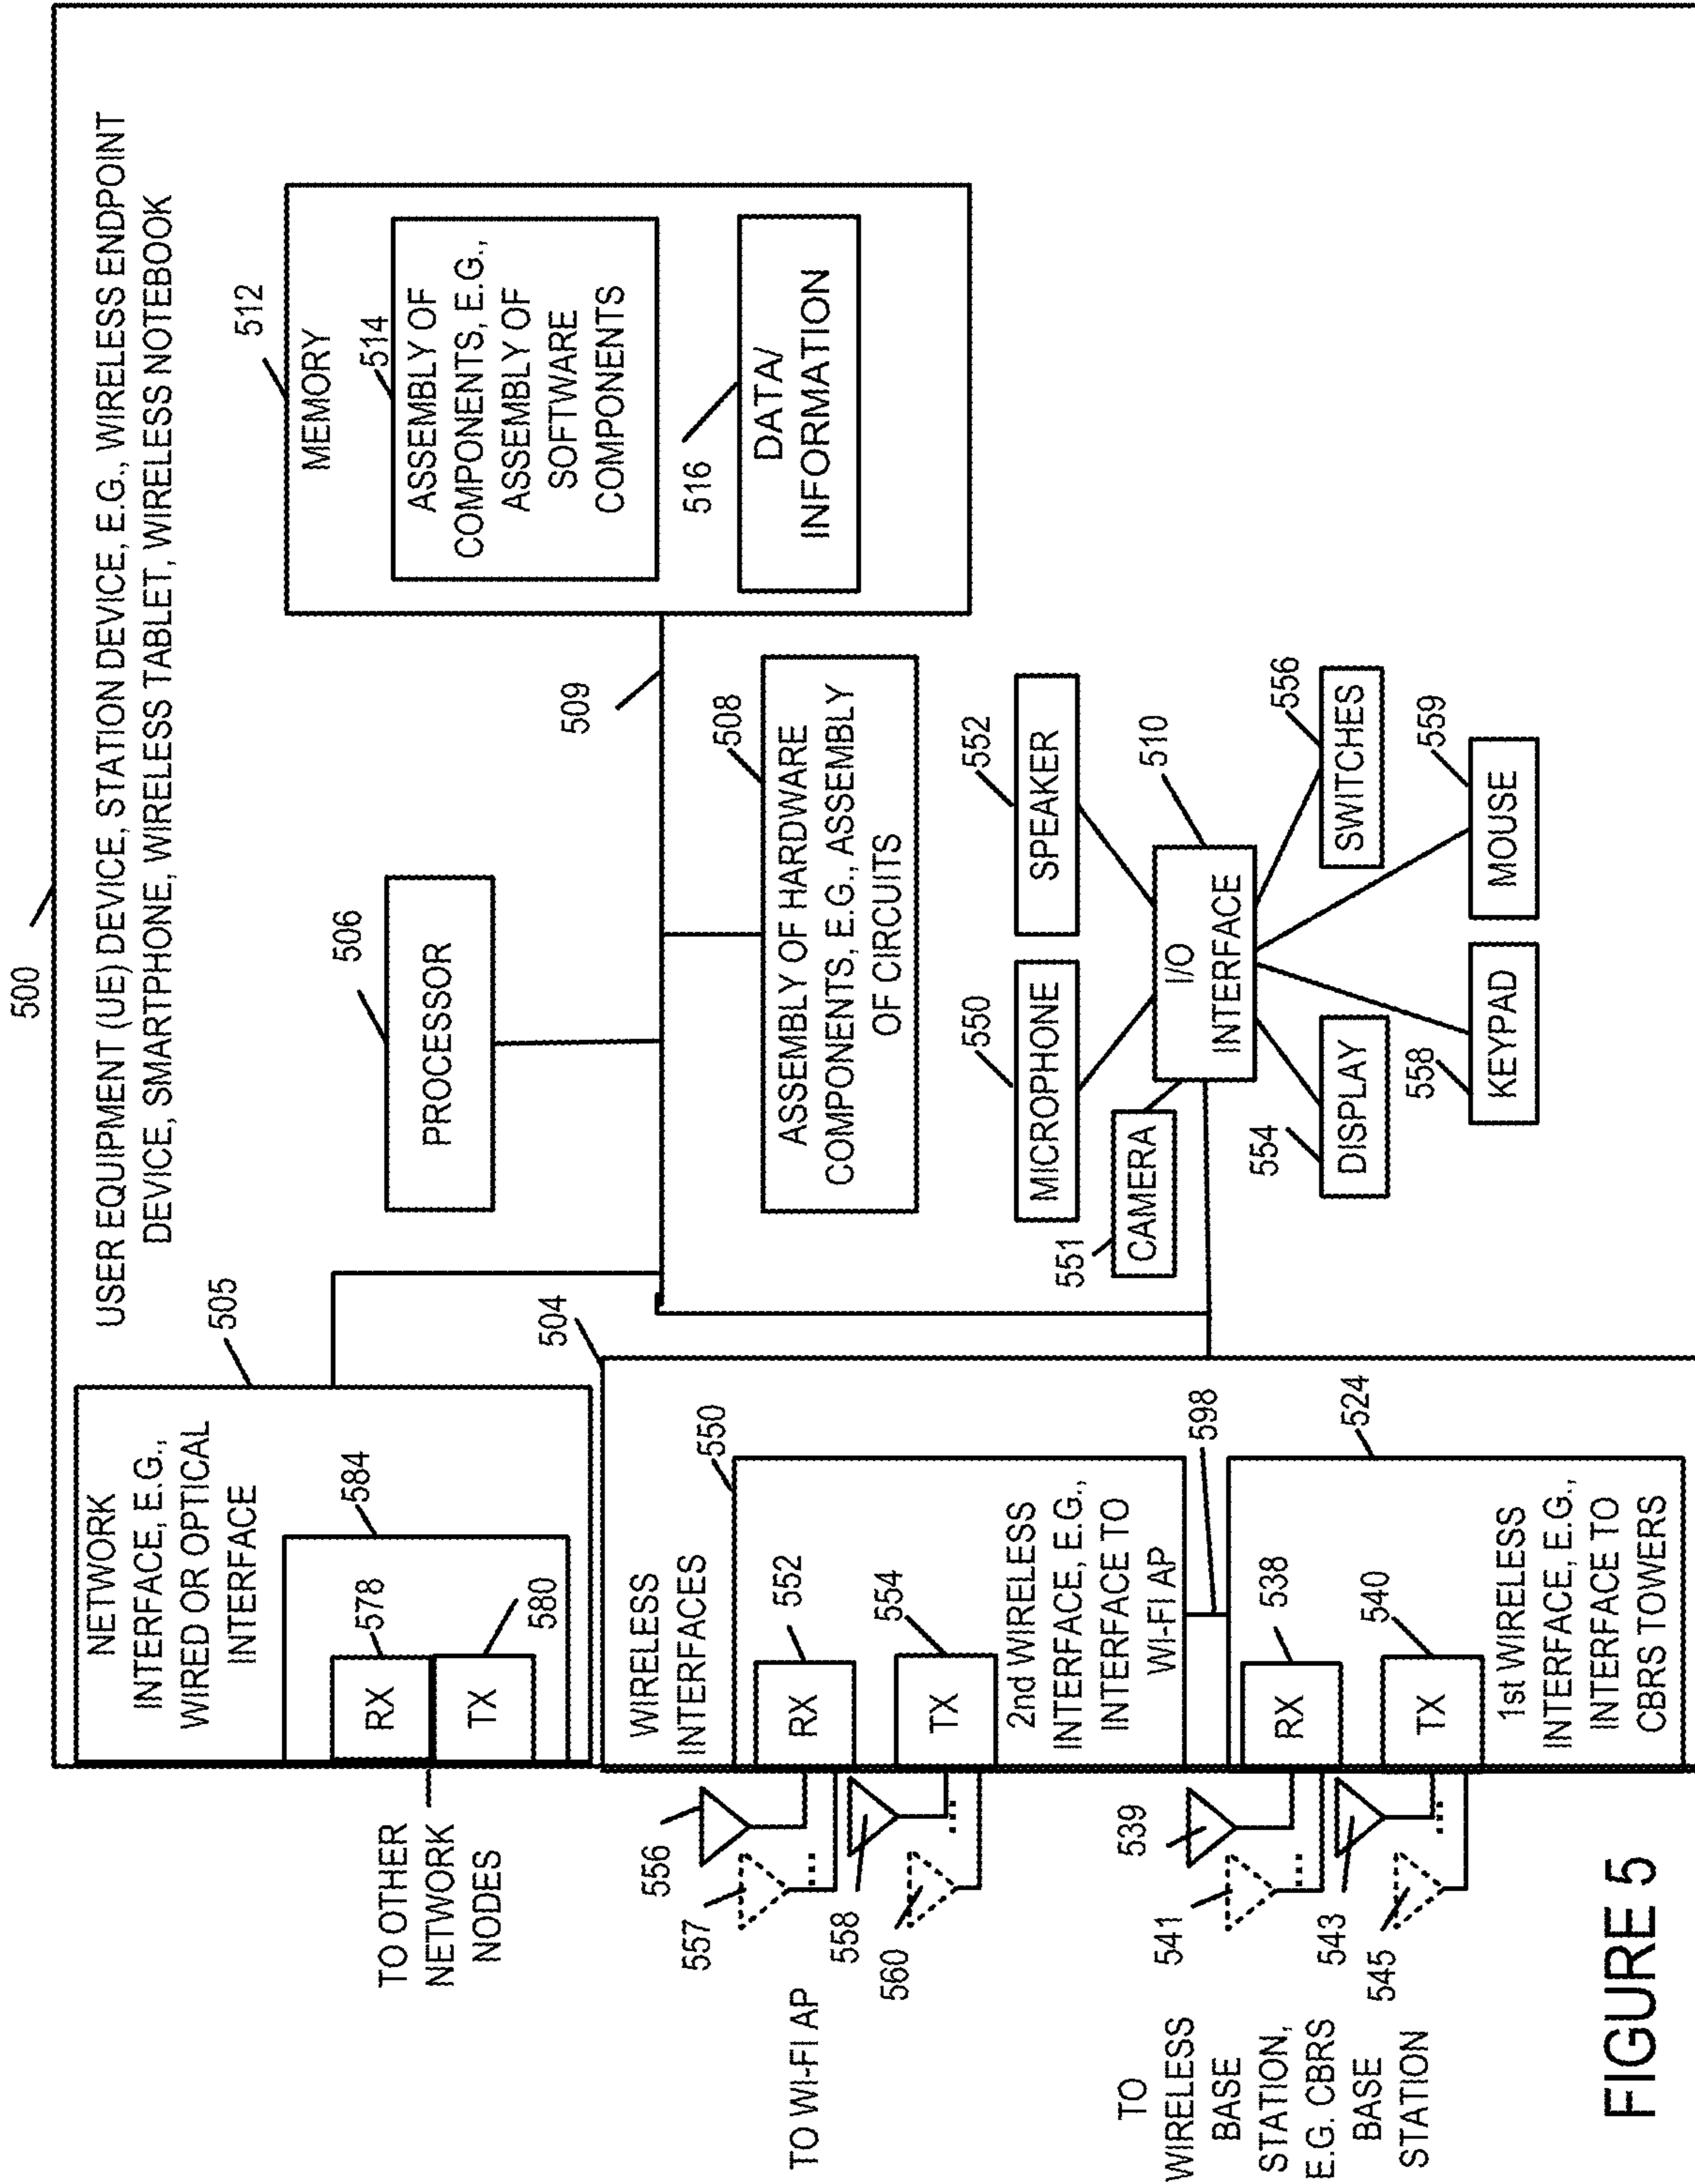 500
USER EQUIPMENT (UE) DEVICE, STATION DEVICE, E.G., WIRELESS ENDPOINT
DEVICE, SMARTPHONE, WIRELESS TABLET, WIRELESS NOTEBOOK
505
NETWORK
INTERFACE, E.G.,
WIRED OR OPTICAL
INTERFACE
584
578
RX
580
TX
TO OTHER
NETWORK
NODES
506
PROCESSOR
512
MEMORY
514
ASSEMBLY OF
COMPONENTS, E.G.,
ASSEMBLY OF
SOFTWARE
COMPONENTS
516
DATA/
INFORMATION
509
508
ASSEMBLY OF HARDWARE
COMPONENTS, E.G., ASSEMBLY
OF CIRCUITS
504
WIRELESS
INTERFACES
550
552
RX
554
TX
2nd WIRELESS
INTERFACE, E.G.,
INTERFACE TO
WI-FI AP
556
557
...
558
560
...
TO WI-FI AP
598
524
538
RX
540
TX
1st WIRELESS
INTERFACE, E.G.,
INTERFACE TO
CBRS TOWERS
539
541
...
543
545
...
TO
WIRELESS
BASE
STATION,
E.G. CBRS
BASE
STATION
550
MICROPHONE
552
SPEAKER
551
CAMERA
510
I/O
INTERFACE
554
DISPLAY
556
SWITCHES
558
KEYPAD
559
MOUSE
FIGURE 5